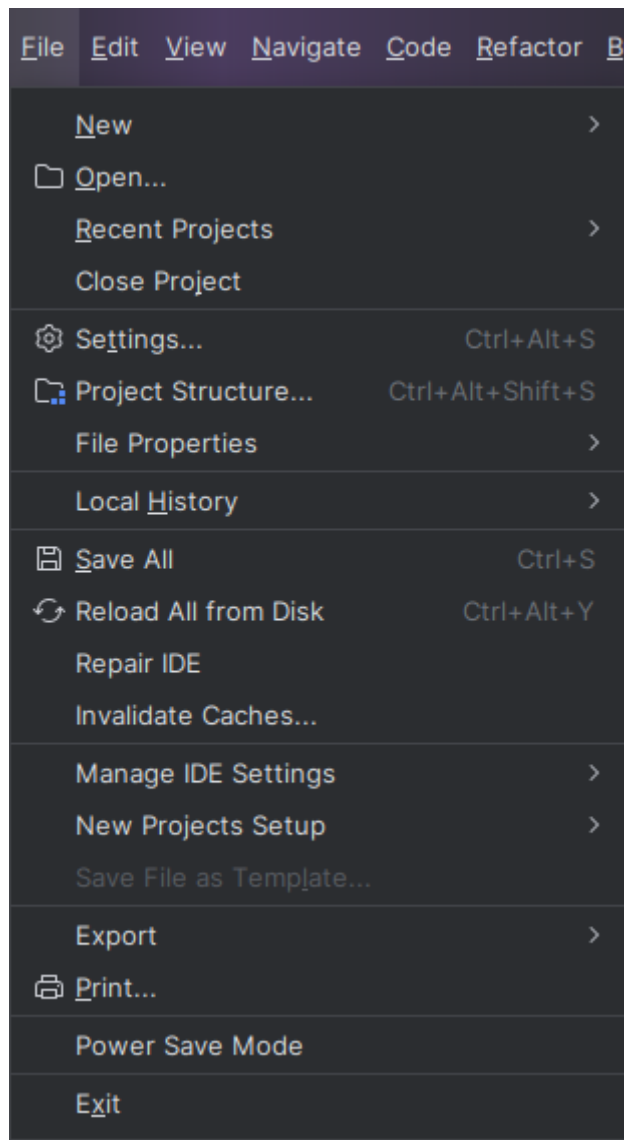 File Edit View Navigate Code Refactor B
New
Open...
Recent Projects
Close Project
Settings... Ctrl+Alt+S
Project Structure... Ctrl+Alt+Shift+S
File Properties
Local History
Save All Ctrl+S
Reload All from Disk Ctrl+Alt+Y
Repair IDE
Invalidate Caches...
Manage IDE Settings
New Projects Setup
Save File as Template...
Export
Print...
Power Save Mode
Exit